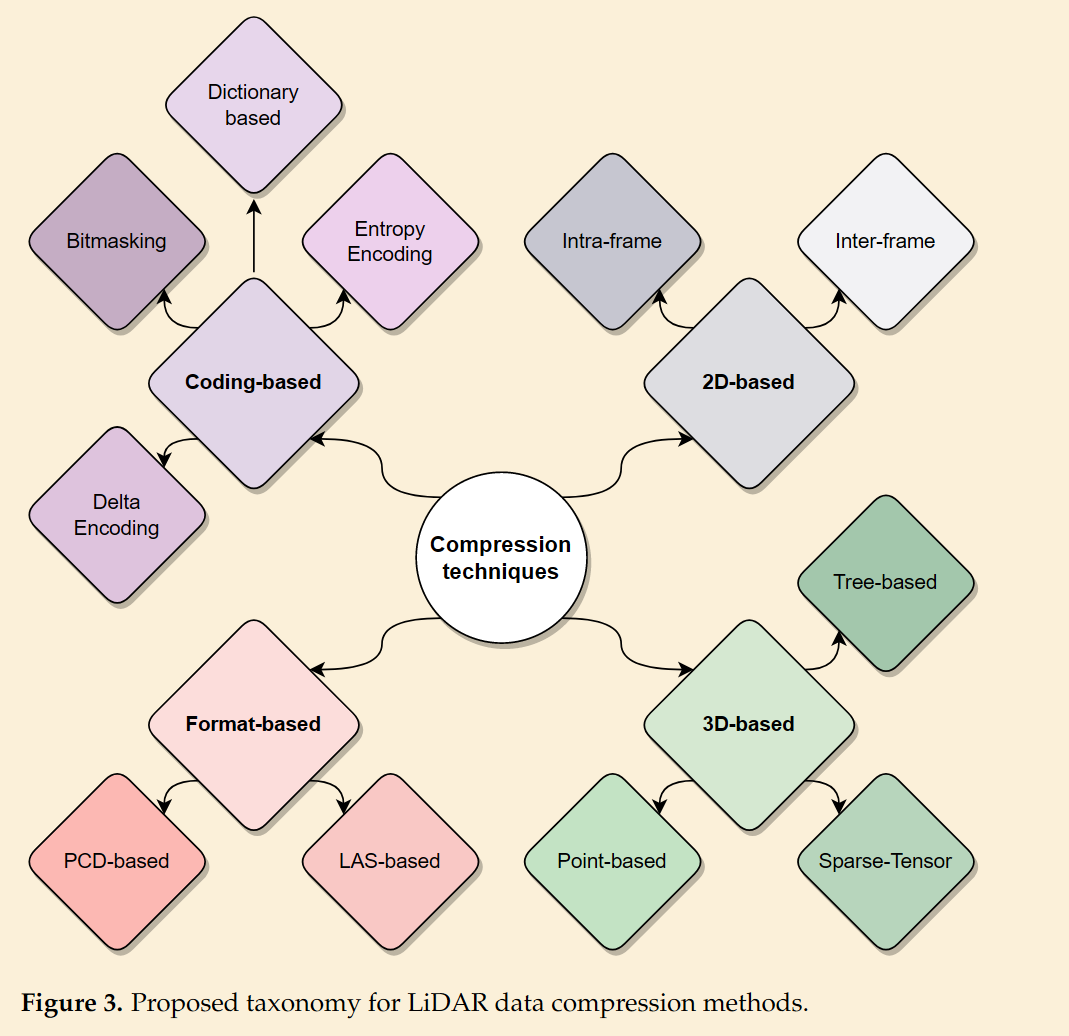 Dictionary
based
Bitmasking
Entropy
Encoding
Intra-frame
Inter-frame
Coding-based
2D-based
Delta
Encoding
Compression
techniques
Tree-based
Format-based
3D-based
PCD-based
LAS-based
Point-based
Sparse-Tensor
Figure 3. Proposed taxonomy for LiDAR data compression methods.